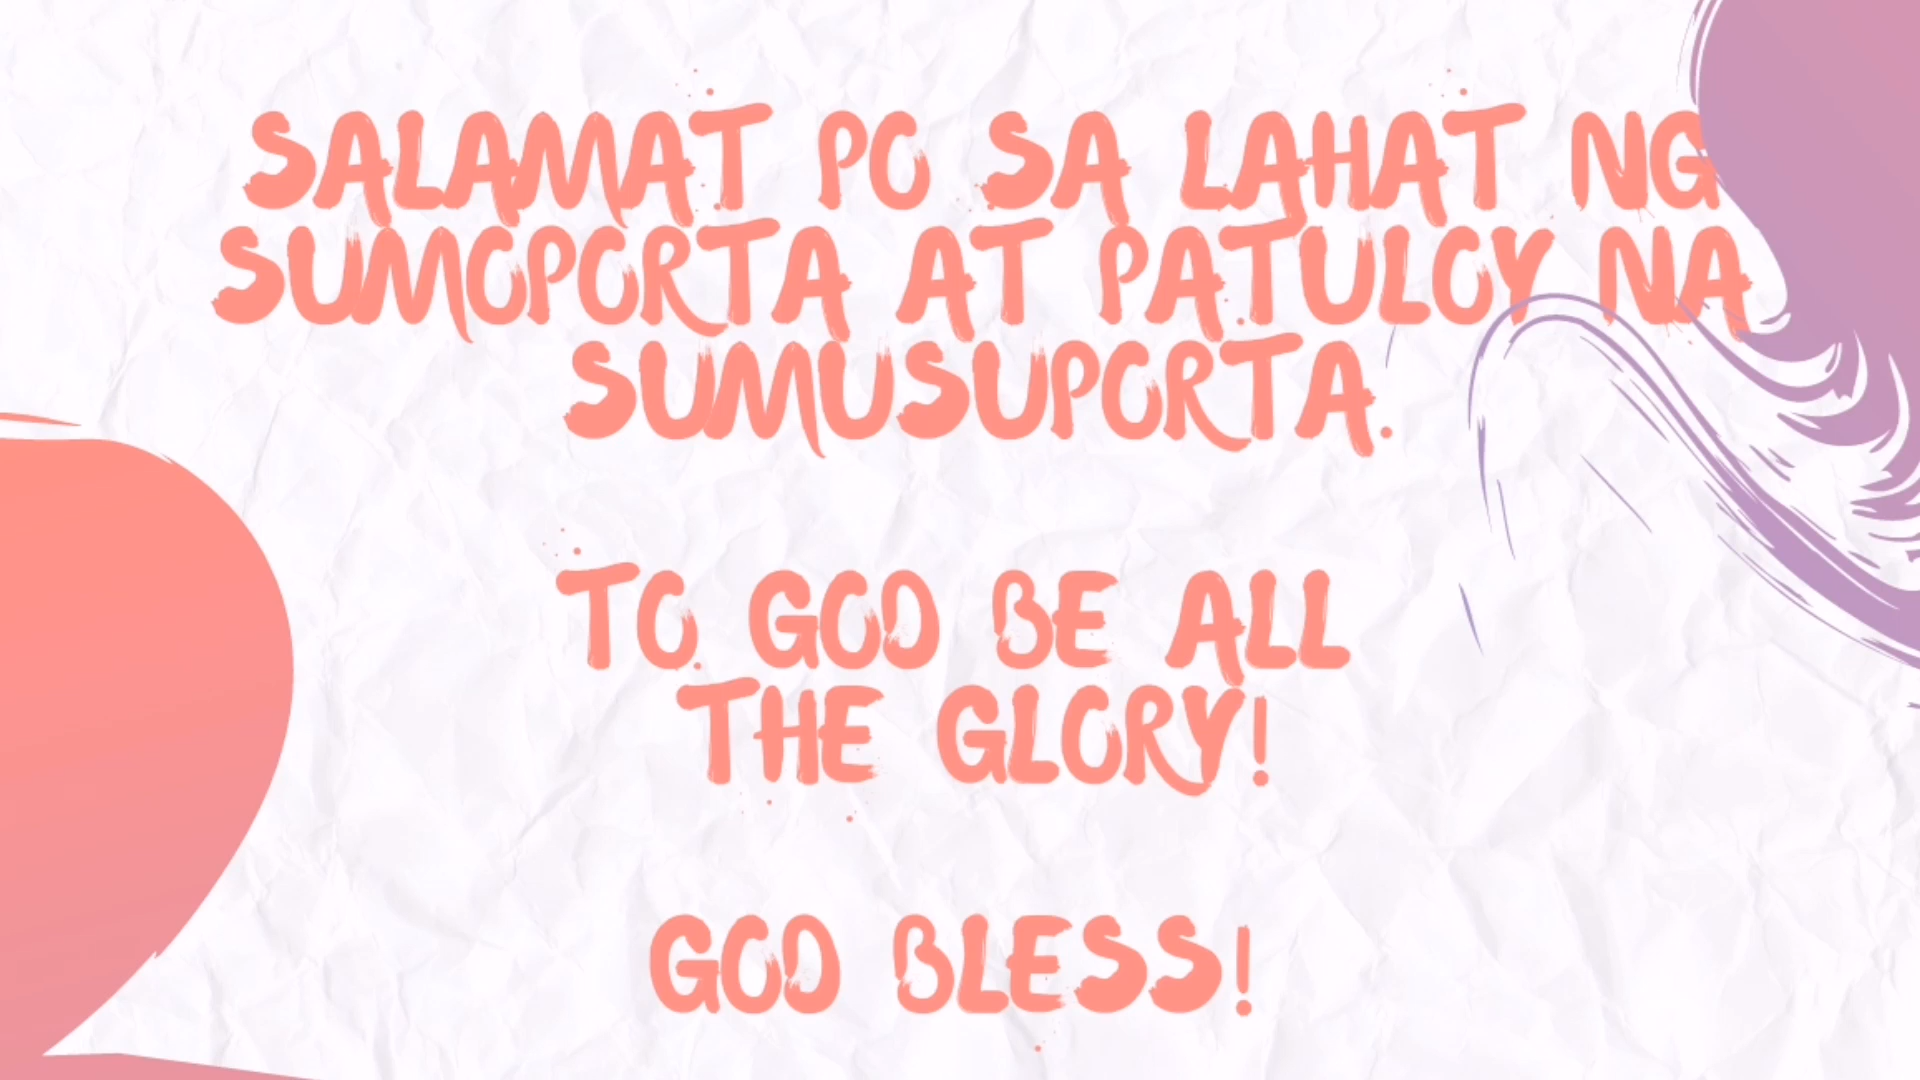 SALAMAT PO SA LAHAT NG
SUMOPORTA AT PATULOY NA
SUMUSUPORTA.
TO GOD BE ALL
THE GLORY!
GOD BLESS!